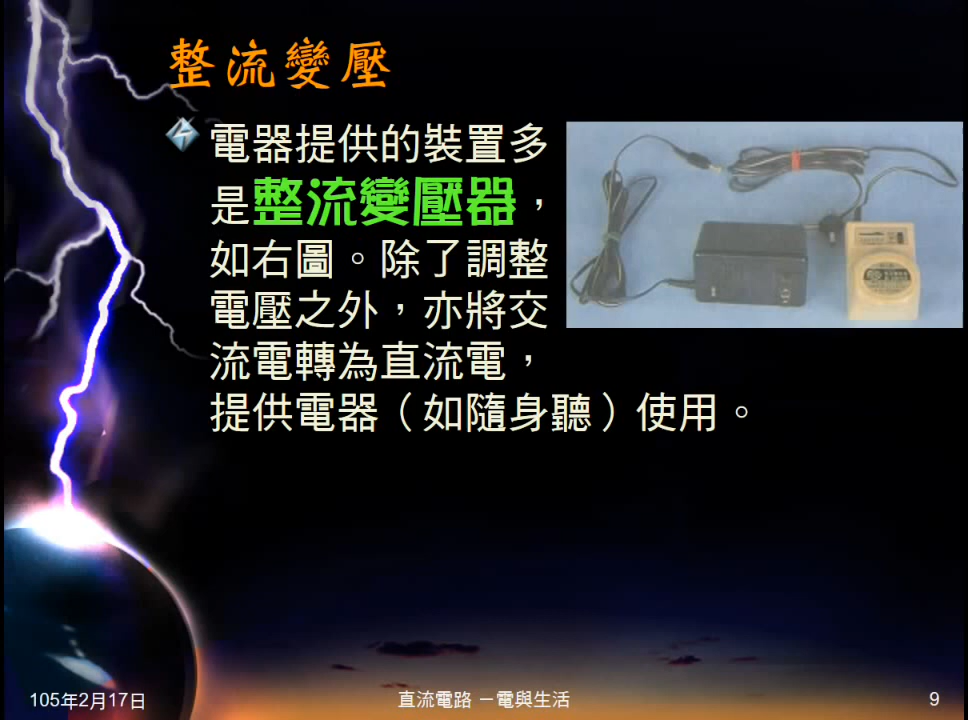 整流變壓
電器提供的裝置多
是整流變壓器，
如右圖。除了調整
電壓之外，亦將交
流電轉為直流電，
提供電器（如隨身聽）使用。
105年2月17日
直流電路 －電與生活
9